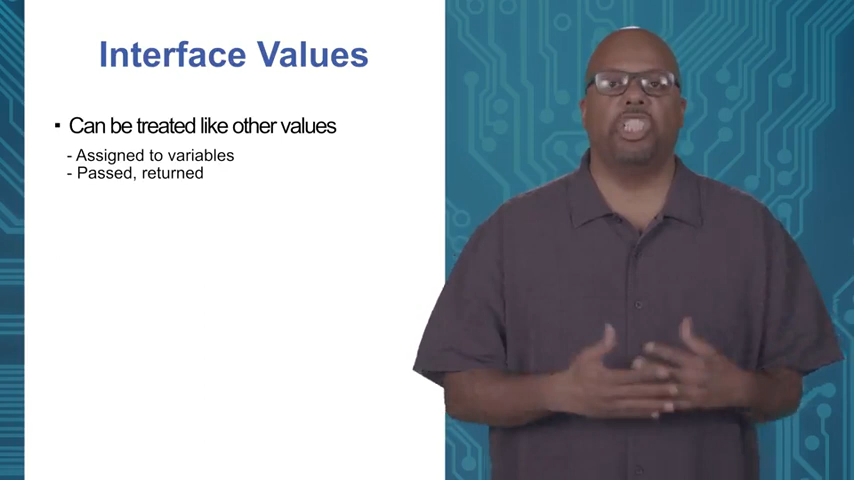 Interface Values
▪ Can be treated like other values
- Assigned to variables
- Passed, returned